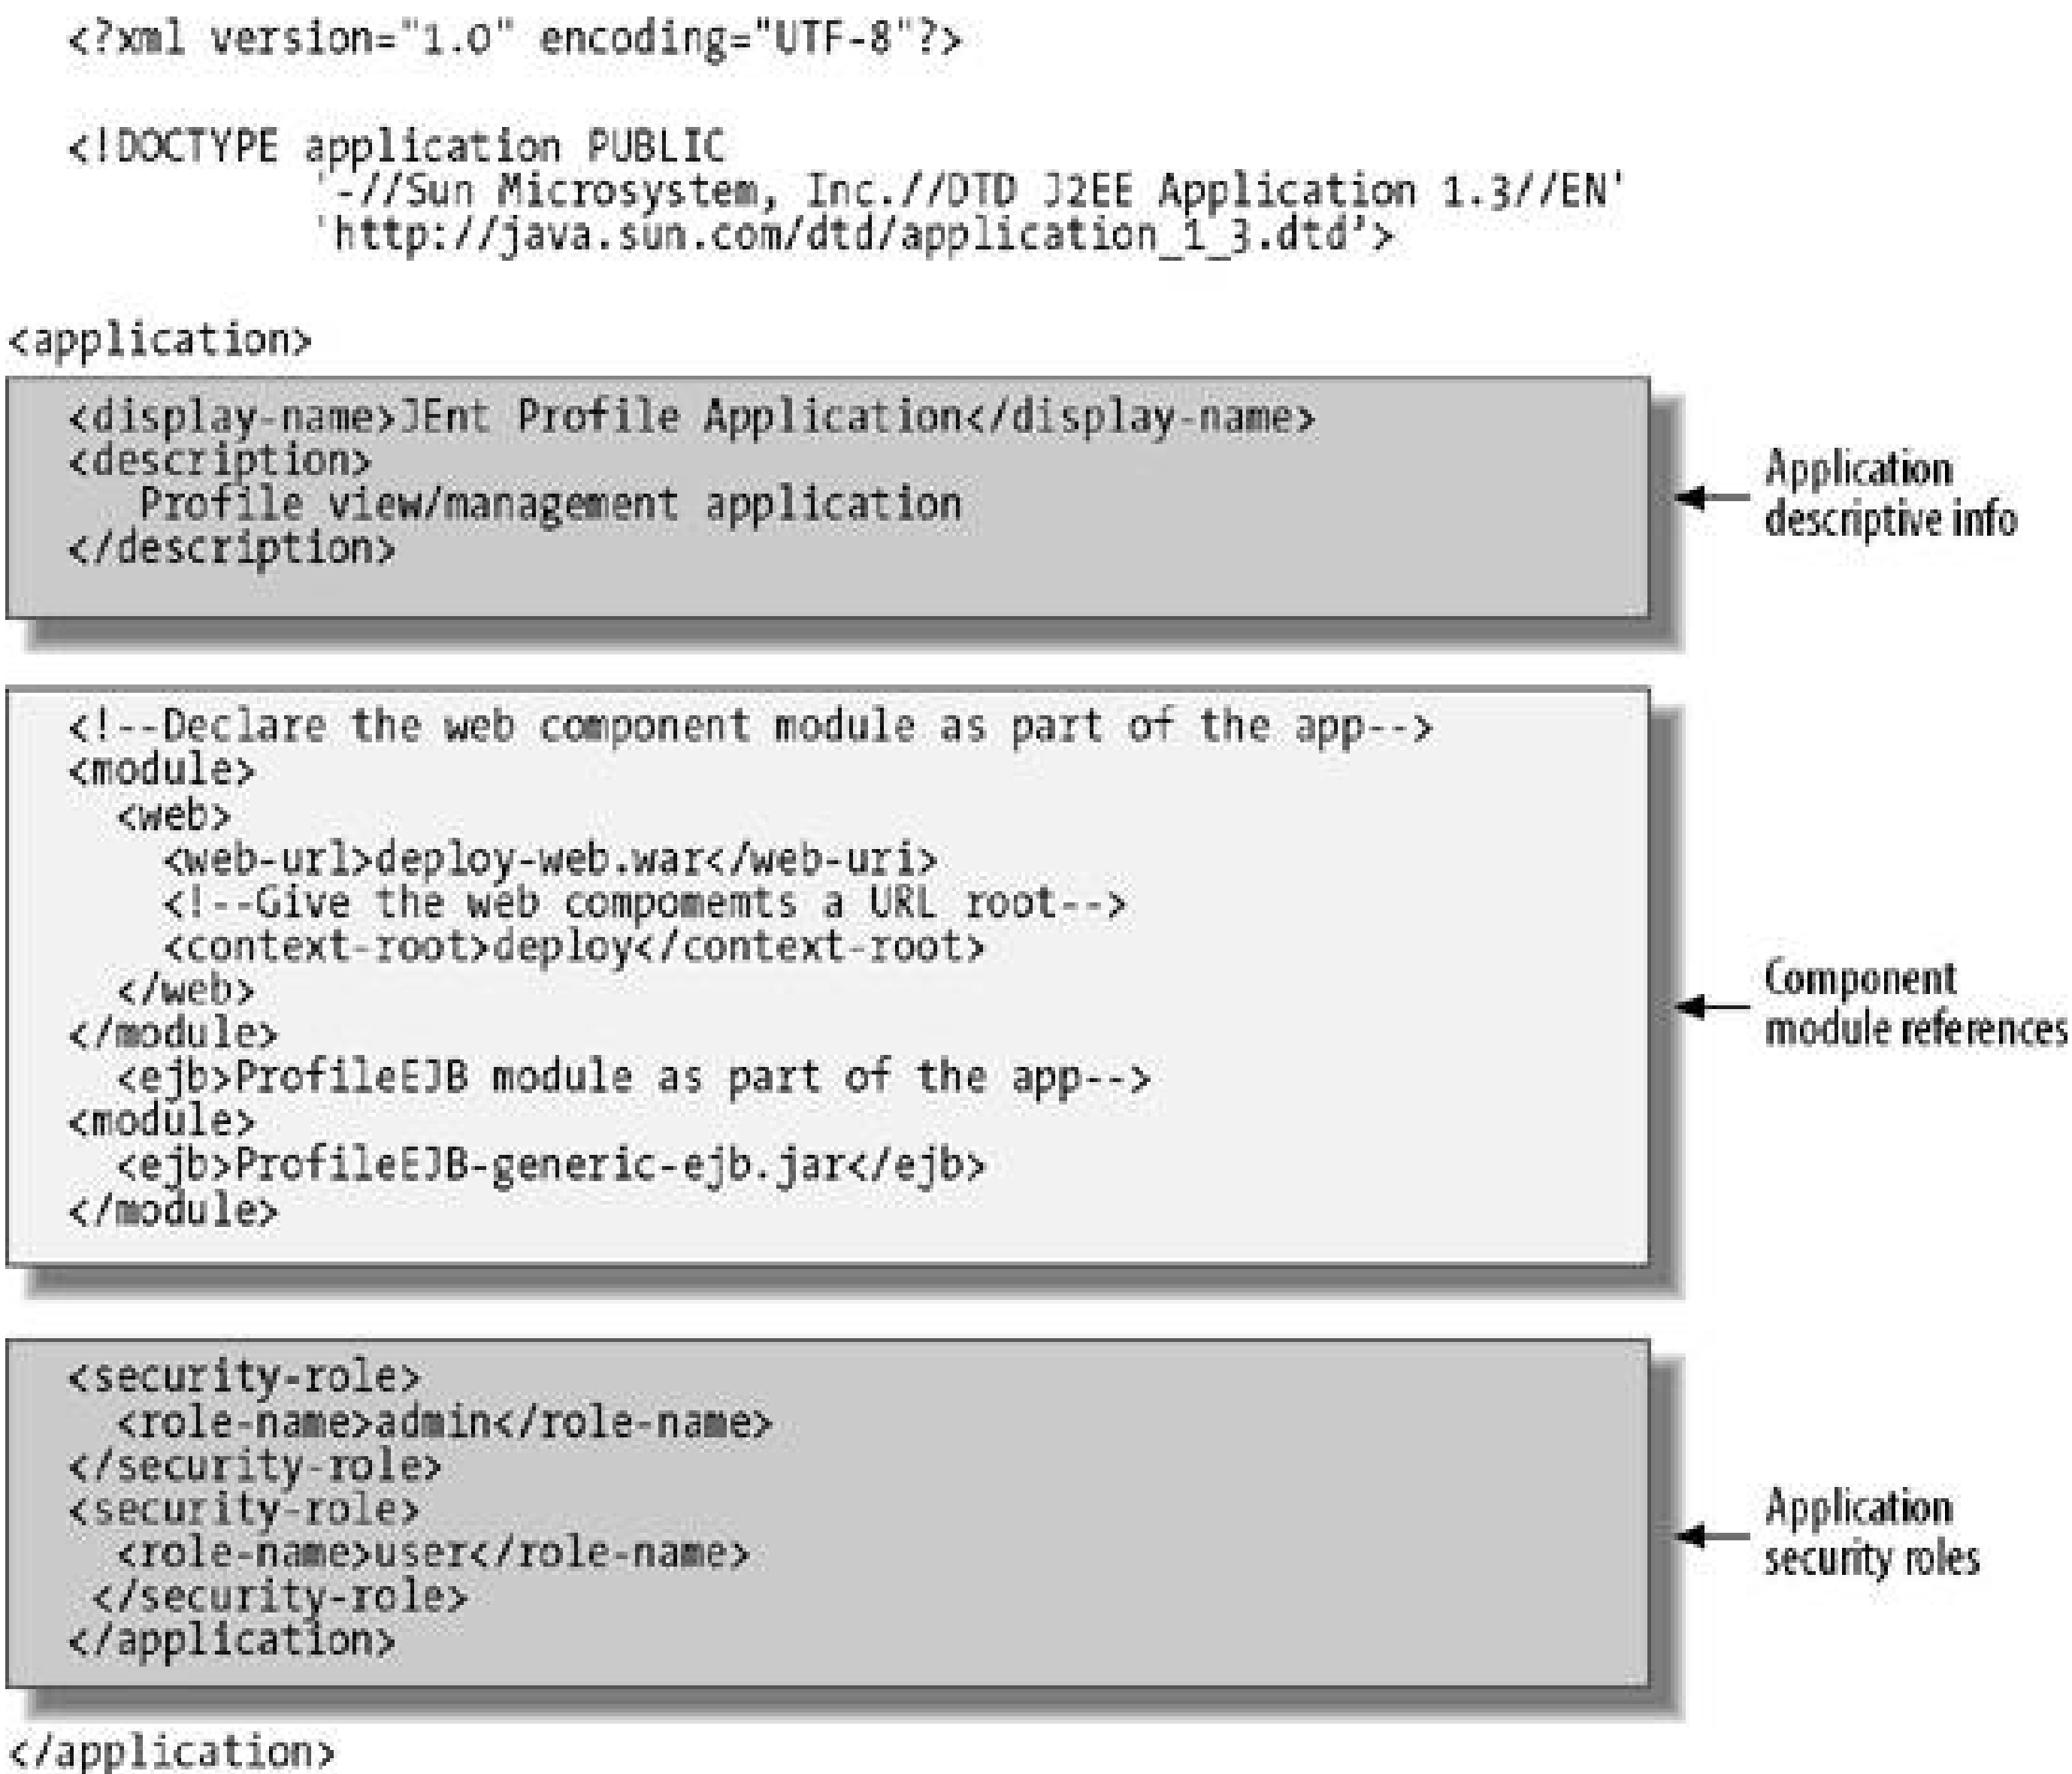 <?xml version="1.0" encoding="UTF-8"?>
<!DOCTYPE application PUBLIC
'-//Sun Microsystem, Inc.//DTD J2EE Application 1.3//EN'
'http://java.sun.com/dtd/application_1_3.dtd'>
<application>
<display-name>JEnt Profile Application</display-name>
<description>
Profile view/management application
</description>
Application
descriptive info
<!--Declare the web component module as part of the app-->
<module>
<web>
<web-url>deploy-web.war</web-uri>
<!--Give the web compomemts a URL root-->
<context-root>deploy</context-root>
</web>
</module>
<ejb>ProfileEJB module as part of the app-->
<module>
<ejb>ProfileEJB-generic-ejb.jar</ejb>
</module>
Component
module references
<security-role>
<role-name>admin</role-name>
</security-role>
<security-role>
<role-name>user</role-name>
</security-role>
</application>
Application
security roles
</application>